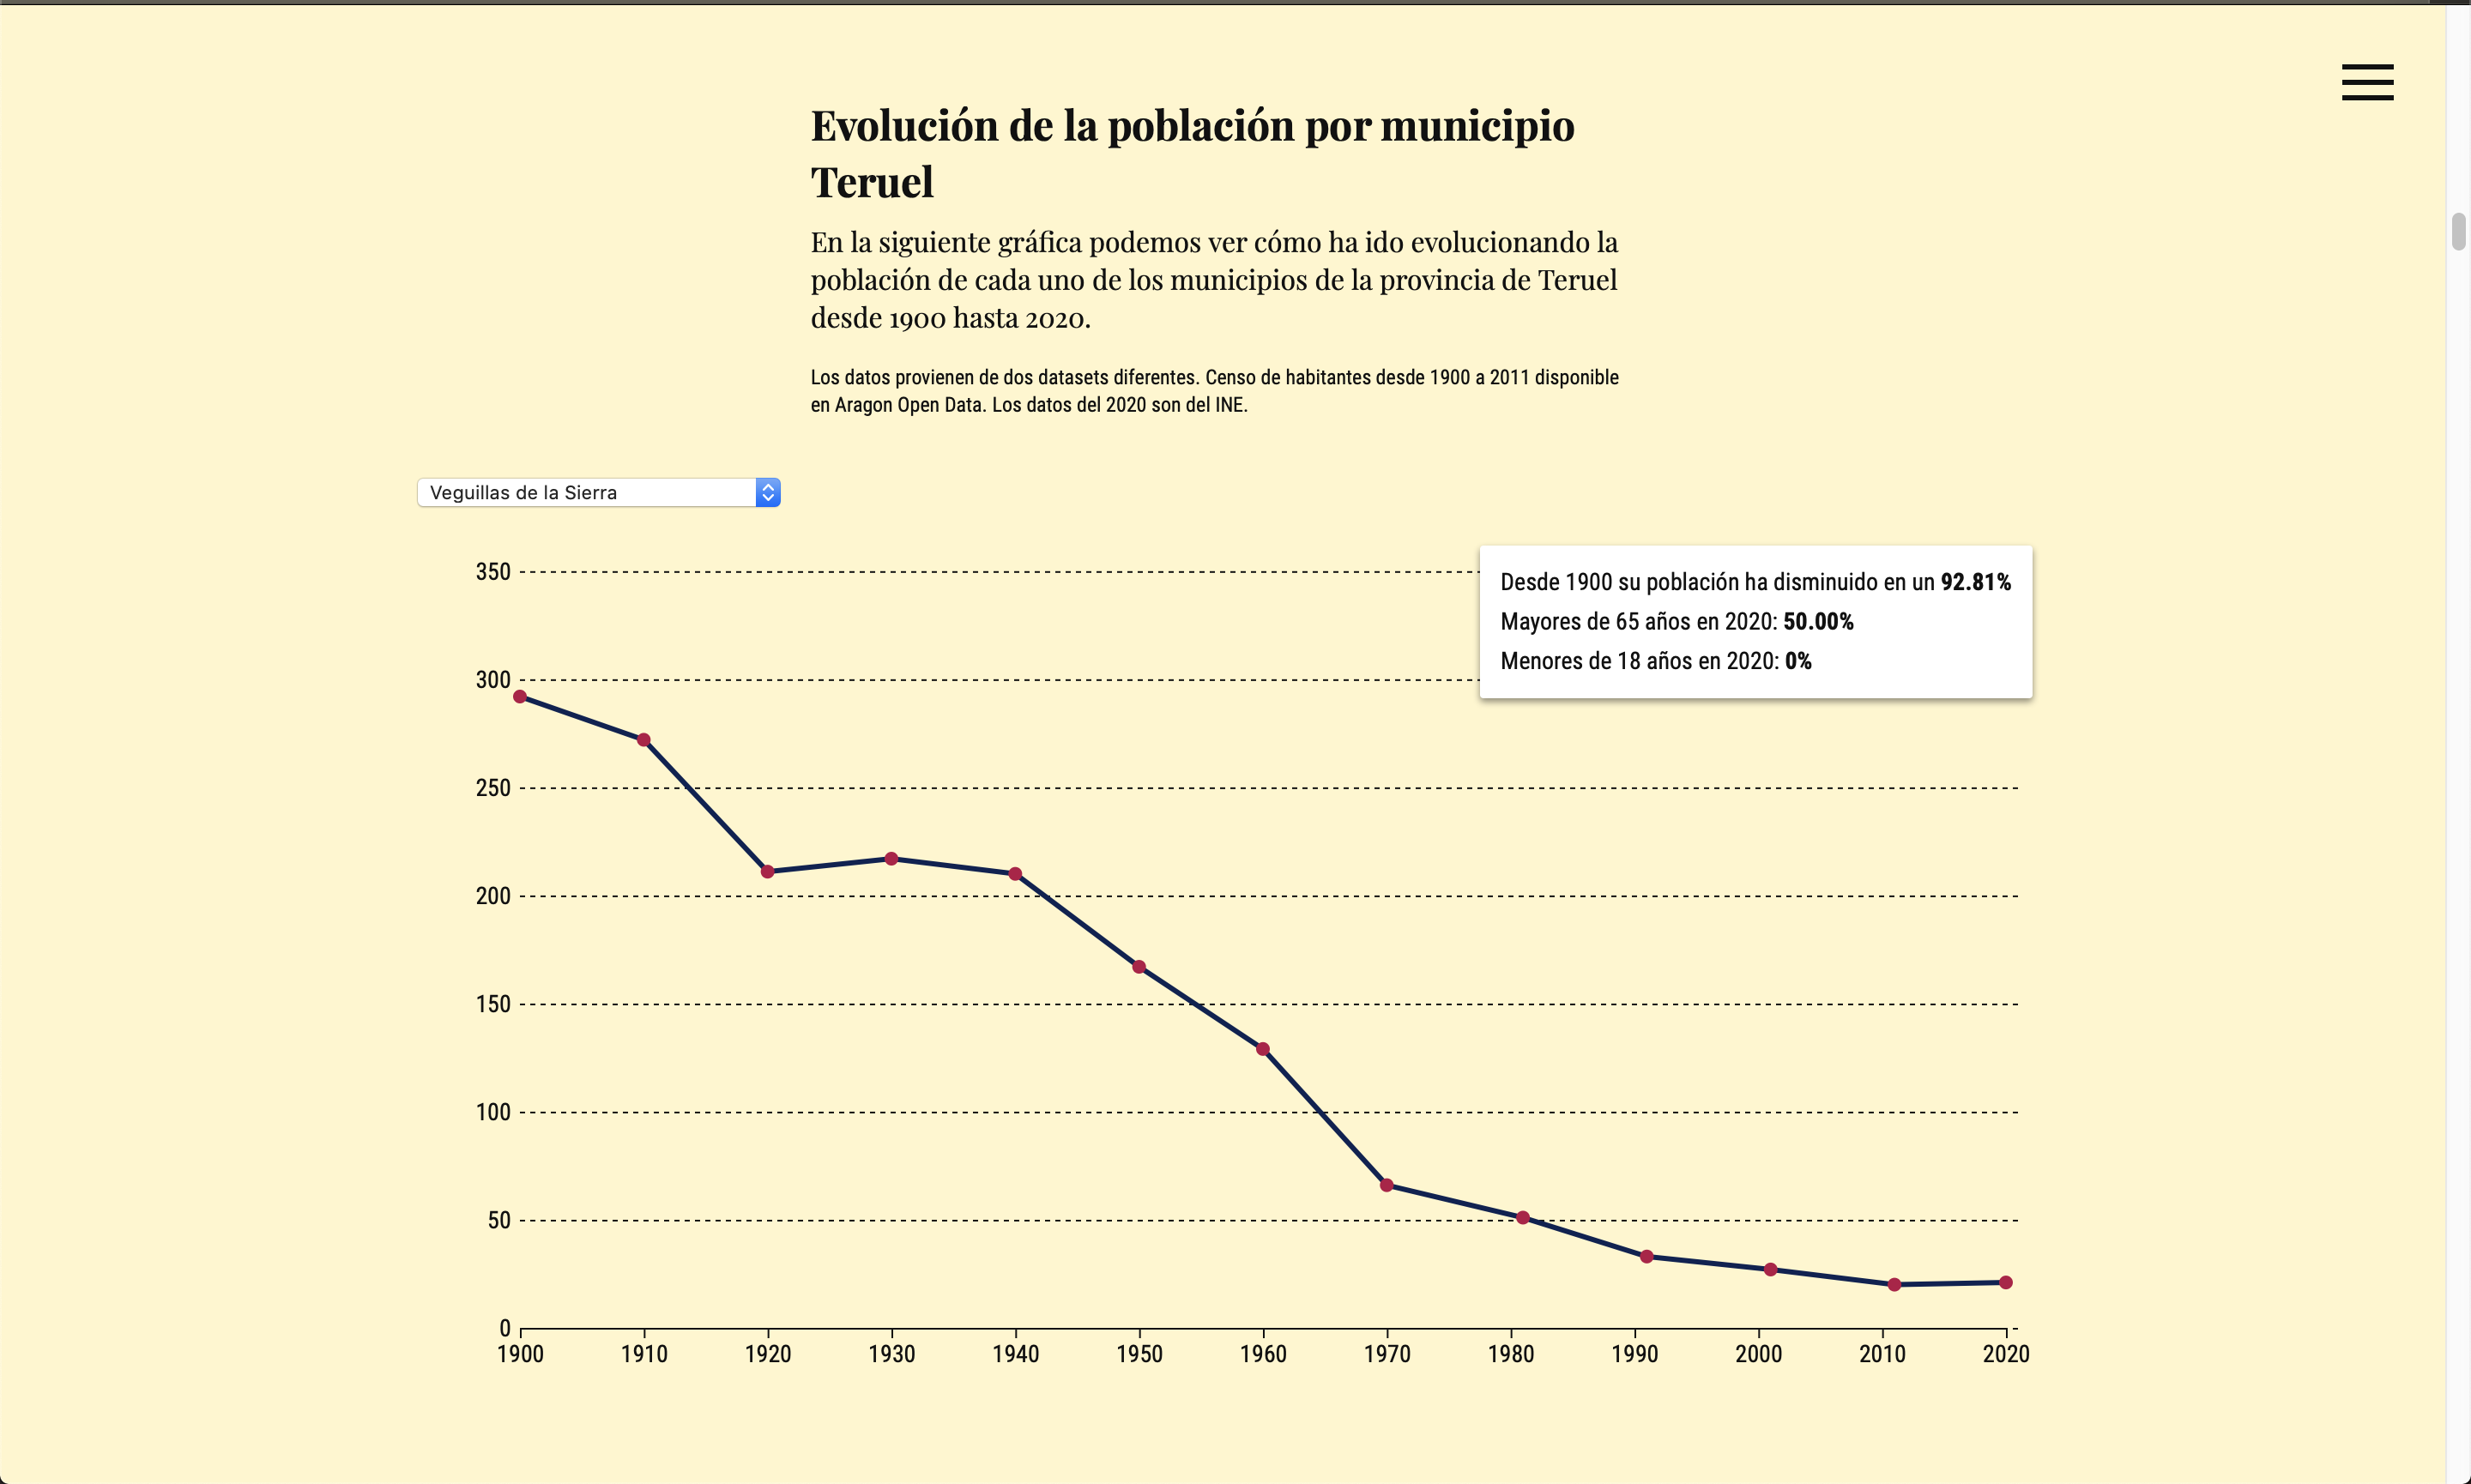 Evolución de la población por municipio
Teruel
En la siguiente gráfica podemos ver cómo ha ido evolucionando la
población de cada uno de los municipios de la provincia de Teruel
desde 1900 hasta 2020.
Los datos provienen de dos datasets diferentes. Censo de habitantes desde 1900 a 2011 disponible
en Aragon Open Data. Los datos del 2020 son del INE.
Veguillas de la Sierra
Desde 1900 su población ha disminuido en un 92.81%
Mayores de 65 años en 2020: 50.00%
Menores de 18 años en 2020: 0%
350
300
250
200
150
100
50
0
1900 1910 1920 1930 1940 1950 1960 1970 1980 1990 2000 2010 2020